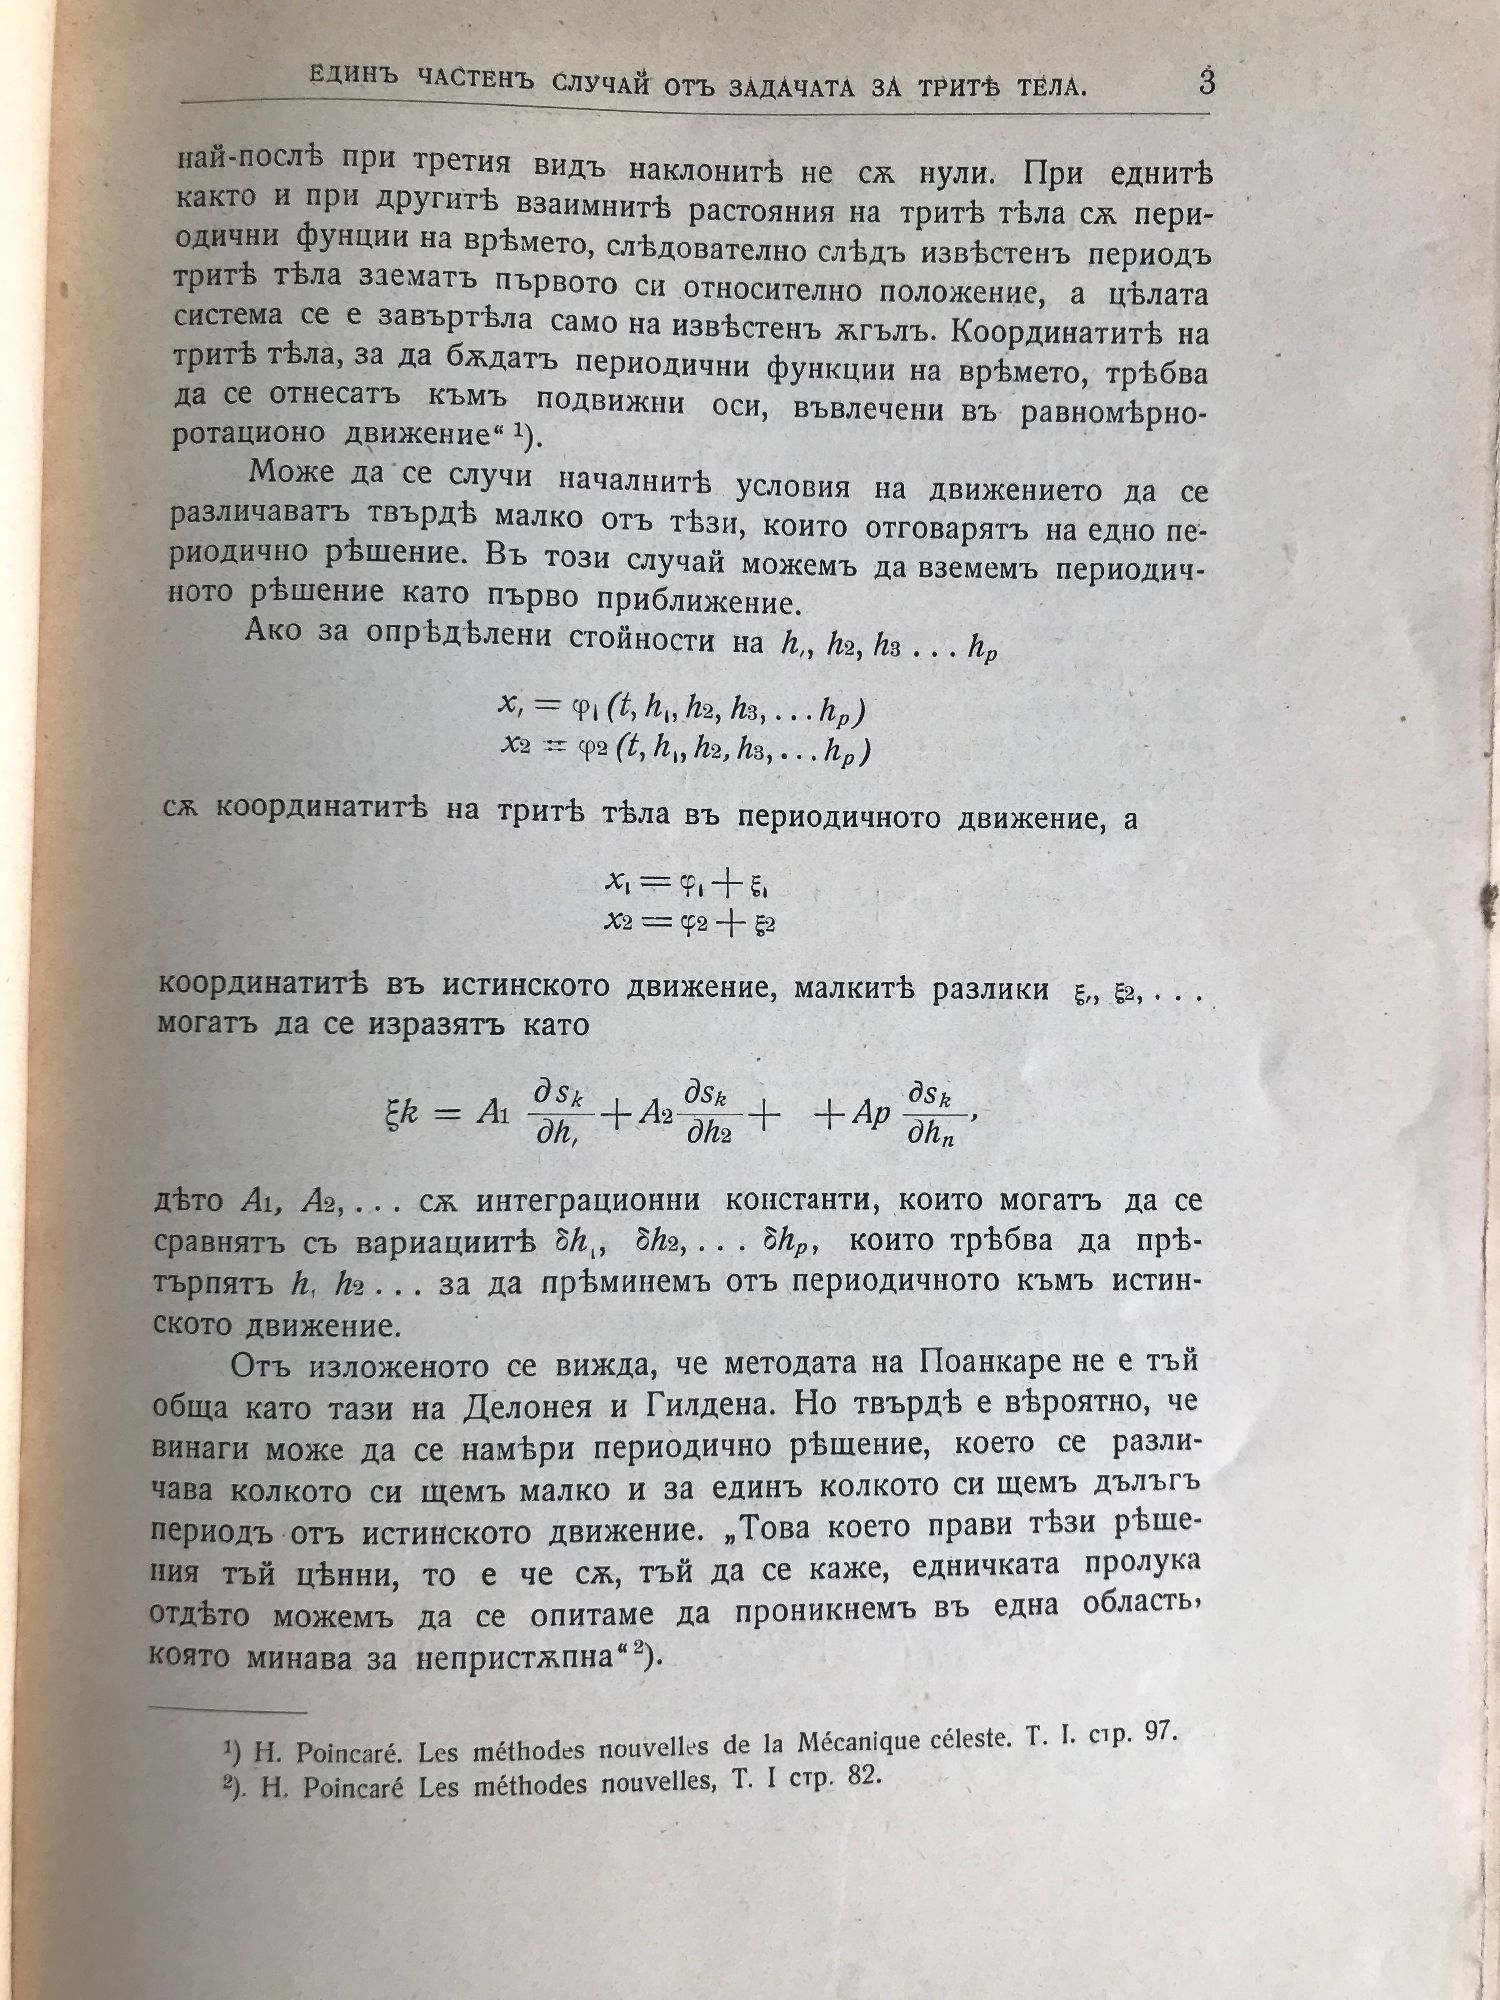 ЕДИНЪ ЧАСТЕНЪ СЛУЧАЙ ОТЪ ЗАДАЧАТА ЗА ТРИТѢ ТЕЛА. 3
най-послѣ при третия видъ наклонитѣ не сѫ нули. При еднитѣ
както и при другитѣ взаимнитѣ растояния на тритѣ тѣла сѫ пери-
одични фунции на врѣмето, слѣдователно слѣдъ извѣстенъ периодъ
тритѣ тѣла заематъ първото си относително положение, а цѣлата
система се е завъртѣла само на извѣстенъ ѫгълъ. Координатитѣ на
тритѣ тѣла, за да бѫдатъ периодични функции на врѣмето, трѣбва
да се отнесатъ къмъ подвижни оси, въвлечени въ равномѣрно-
ротационо движение“ ¹).
Може да се случи началнитѣ условия на движението да се
различаватъ твърдѣ малко отъ тѣзи, които отговарятъ на едно пе-
риодично рѣшение. Въ този случай можемъ да вземемъ периодич-
ното рѣшение като първо приближение.
Ако за опрѣдѣлени стойности на h₁, h₂, h₃ . . . hₚ
x₁ = φ₁ (t, h₁, h₂, h₃, . . . hₚ)
x₂ = φ₂ (t, h₁, h₂, h₃, . . . hₚ)
сѫ координатитѣ на тритѣ тѣла въ периодичното движение, а
x₁ = φ₁ + ξ₁
x₂ = φ₂ + ξ₂
координатитѣ въ истинското движение, малкитѣ разлики ξ₁, ξ₂, . . .
могатъ да се изразятъ като
ξk = A₁ ∂sₖ/∂h₁ + A₂ ∂sₖ/∂h₂ + + Ap ∂sₖ/∂hₙ,
дѣто A₁, A₂, . . . сѫ интеграционни константи, които могатъ да се
сравнятъ съ вариациитѣ δh₁, δh₂, . . . δhₚ, които трѣбва да прѣ-
търпятъ h₁ h₂ . . . за да прѣминемъ отъ периодичното къмъ истин-
ското движение.
Отъ изложеното се вижда, че методата на Поанкаре не е тъй
обща като тази на Делонея и Гилдена. Но твърдѣ е вѣроятно, че
винаги може да се намѣри периодично рѣшение, което се разли-
чава колкото си щемъ малко и за единъ колкото си щемъ дълъгъ
периодъ отъ истинското движение. „Това което прави тѣзи рѣше-
ния тъй цѣнни, то е че сѫ, тъй да се каже, едничката пролука
отдѣто можемъ да се опитаме да проникнемъ въ една область,
която минава за непристѫпна“ ²).
¹) H. Poincaré. Les méthodes nouvelles de la Mécanique céleste. T. I. стр. 97.
²). H. Poincaré Les méthodes nouvelles, T. I стр. 82.